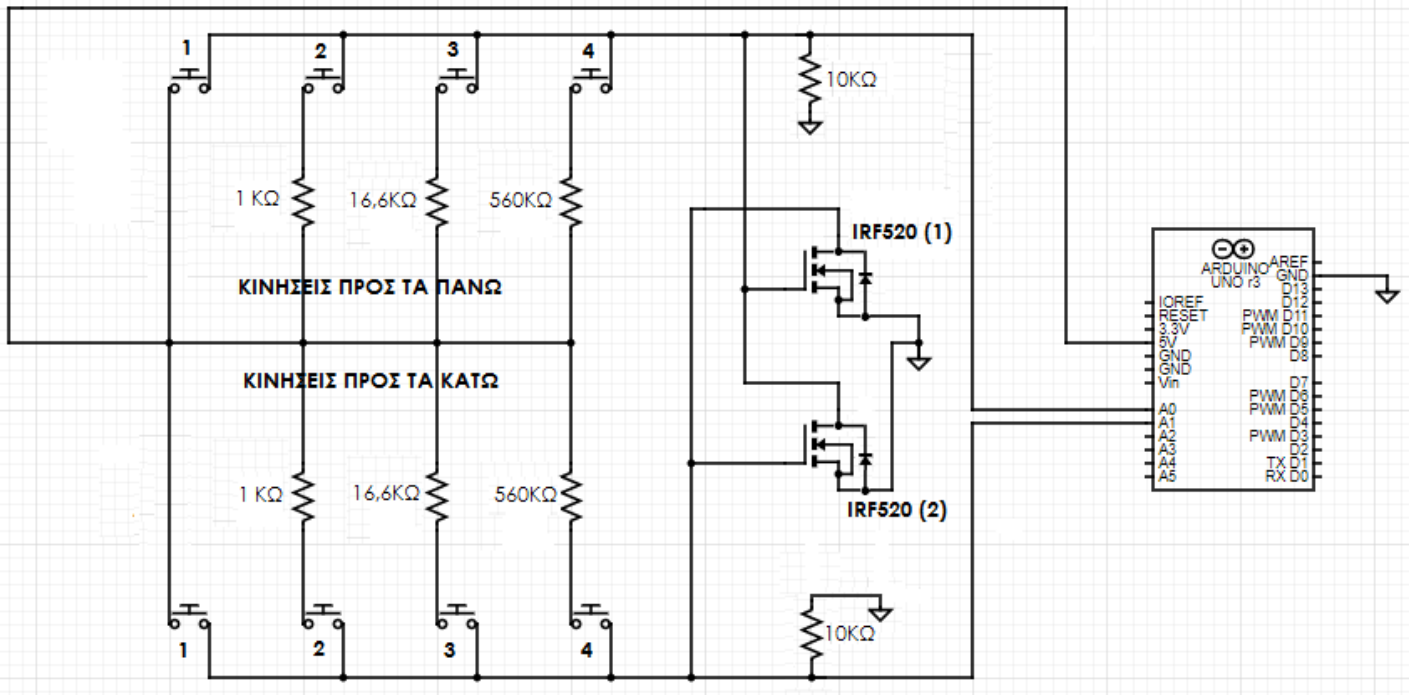 1
2
3
4
10KΩ
1 KΩ
16,6KΩ
560KΩ
IRF520 (1)
ΚΙΝΗΣΕΙΣ ΠΡΟΣ ΤΑ ΠΑΝΩ
ΚΙΝΗΣΕΙΣ ΠΡΟΣ ΤΑ ΚΑΤΩ
1 KΩ
16,6KΩ
560KΩ
IRF520 (2)
10KΩ
1
2
3
4
ARDUINO
UNO r3
IOREF
RESET
3.3V
5V
GND
GND
Vin
A0
A1
A2
A3
A4
A5
AREF
GND
D13
D12
PWM D11
PWM D10
PWM D9
D8
D7
PWM D6
PWM D5
D4
PWM D3
D2
TX D1
RX D0